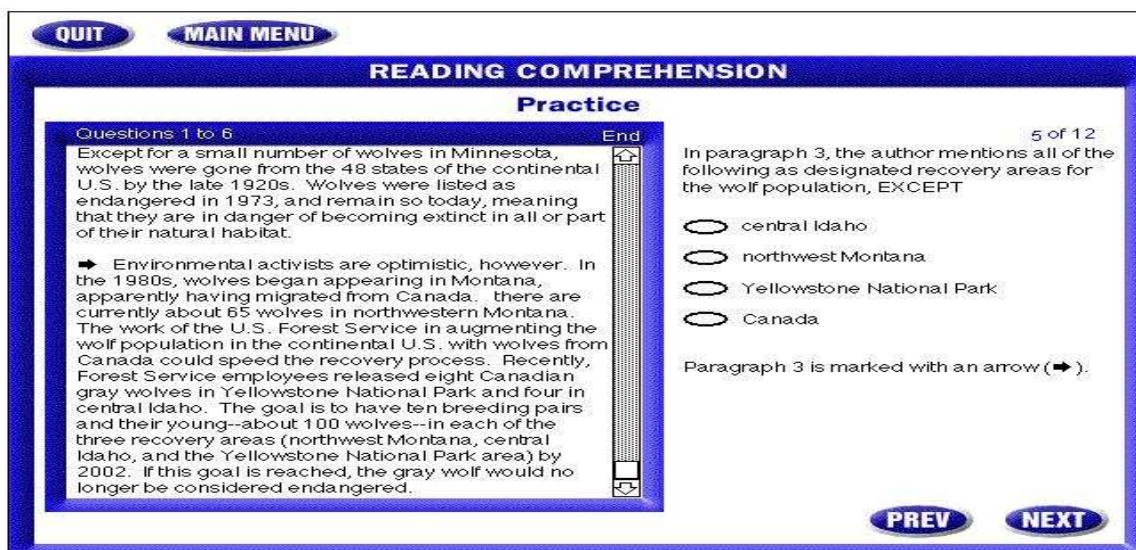 QUIT
MAIN MENU
READING COMPREHENSION
Practice
Questions 1 to 6
End
Except for a small number of wolves in Minnesota,
wolves were gone from the 48 states of the continental
U.S. by the late 1920s. Wolves were listed as
endangered in 1973, and remain so today, meaning
that they are in danger of becoming extinct in all or part
of their natural habitat.
➡ Environmental activists are optimistic, however. In
the 1980s, wolves began appearing in Montana,
apparently having migrated from Canada. there are
currently about 65 wolves in northwestern Montana.
The work of the U.S. Forest Service in augmenting the
wolf population in the continental U.S. with wolves from
Canada could speed the recovery process. Recently,
Forest Service employees released eight Canadian
gray wolves in Yellowstone National Park and four in
central Idaho. The goal is to have ten breeding pairs
and their young--about 100 wolves--in each of the
three recovery areas (northwest Montana, central
Idaho, and the Yellowstone National Park area) by
2002. If this goal is reached, the gray wolf would no
longer be considered endangered.
5 of 12
In paragraph 3, the author mentions all of the
following as designated recovery areas for
the wolf population, EXCEPT
central Idaho
northwest Montana
Yellowstone National Park
Canada
Paragraph 3 is marked with an arrow (➡).
PREV
NEXT